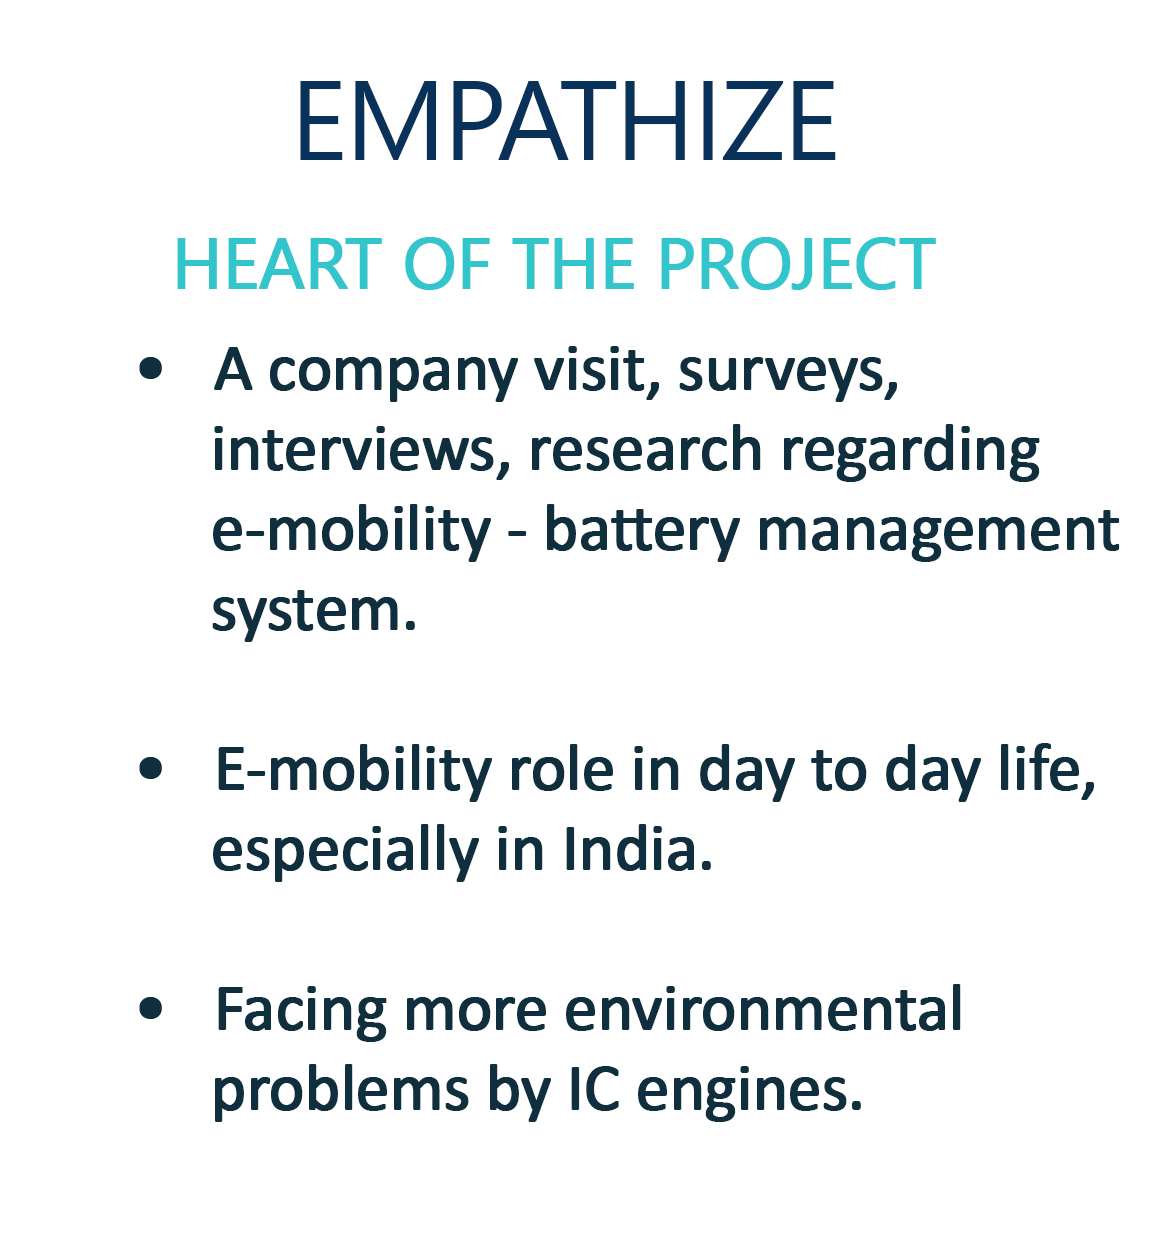 EMPATHIZE
HEART OF THE PROJECT
• A company visit, surveys,
interviews, research regarding
e-mobility - battery management
system.
• E-mobility role in day to day life,
especially in India.
• Facing more environmental
problems by IC engines.